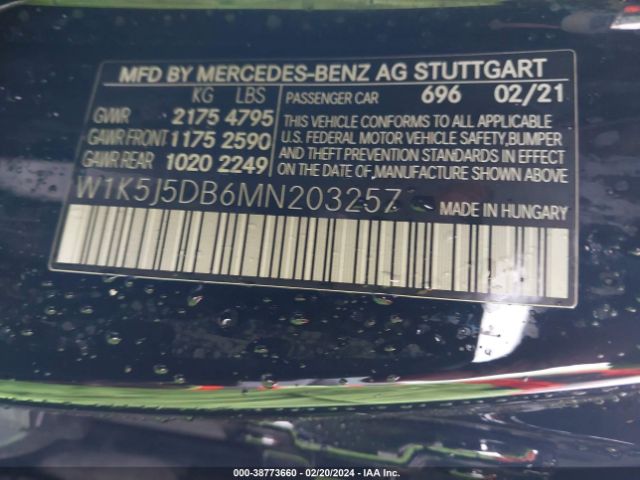 MFD BY MERCEDES-BENZ AG STUTTGART
KG LBS
GVWR 2175 4795
GAWR FRONT 1175 2590
GAWR REAR 1020 2249
PASSENGER CAR 696 02/21
THIS VEHICLE CONFORMS TO ALL APPLICABLE
U.S. FEDERAL MOTOR VEHICLE SAFETY, BUMPER
AND THEFT PREVENTION STANDARDS IN EFFECT
ON THE DATE OF MANUFACTURE SHOWN ABOVE
W1K5J5DB6MN203257
MADE IN HUNGARY
000-38773660 - 02/20/2024 - IAA Inc.